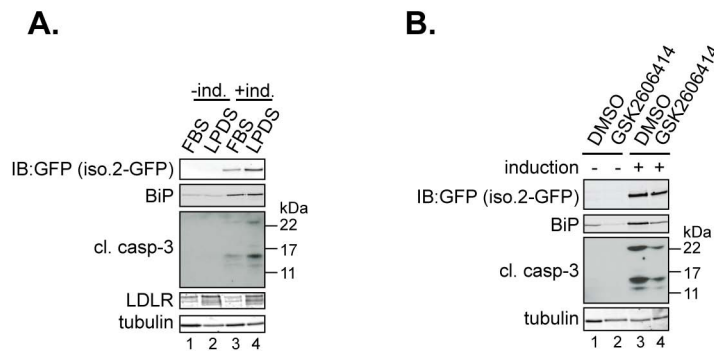 A.
-ind. +ind.
FBS LPDS FBS LPDS
IB:GFP (iso.2-GFP)
BiP
kDa
22
cl. casp-3
17
11
LDLR
tubulin
1 2 3 4
B.
DMSO GSK2606414 DMSO GSK2606414
induction - - + +
IB:GFP (iso.2-GFP)
BiP
kDa
22
cl. casp-3
17
11
tubulin
1 2 3 4